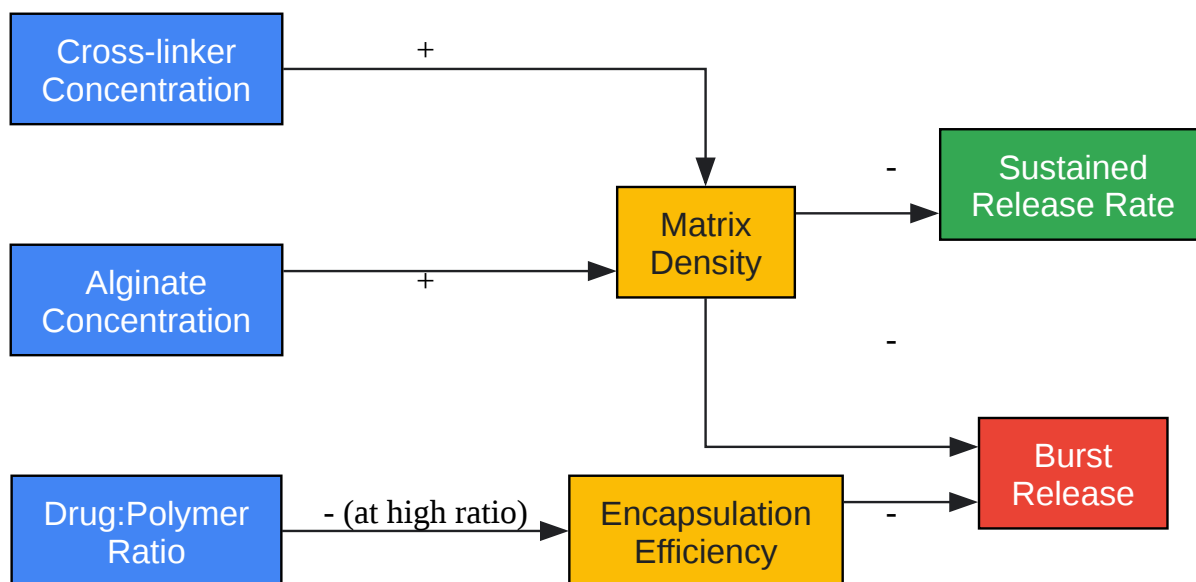 Cross-linker
Concentration
+
Sustained
Release Rate
-
Matrix
Density
Alginate
Concentration
+
-
Burst
Release
Drug:Polymer
Ratio
- (at high ratio)
Encapsulation
Efficiency
-